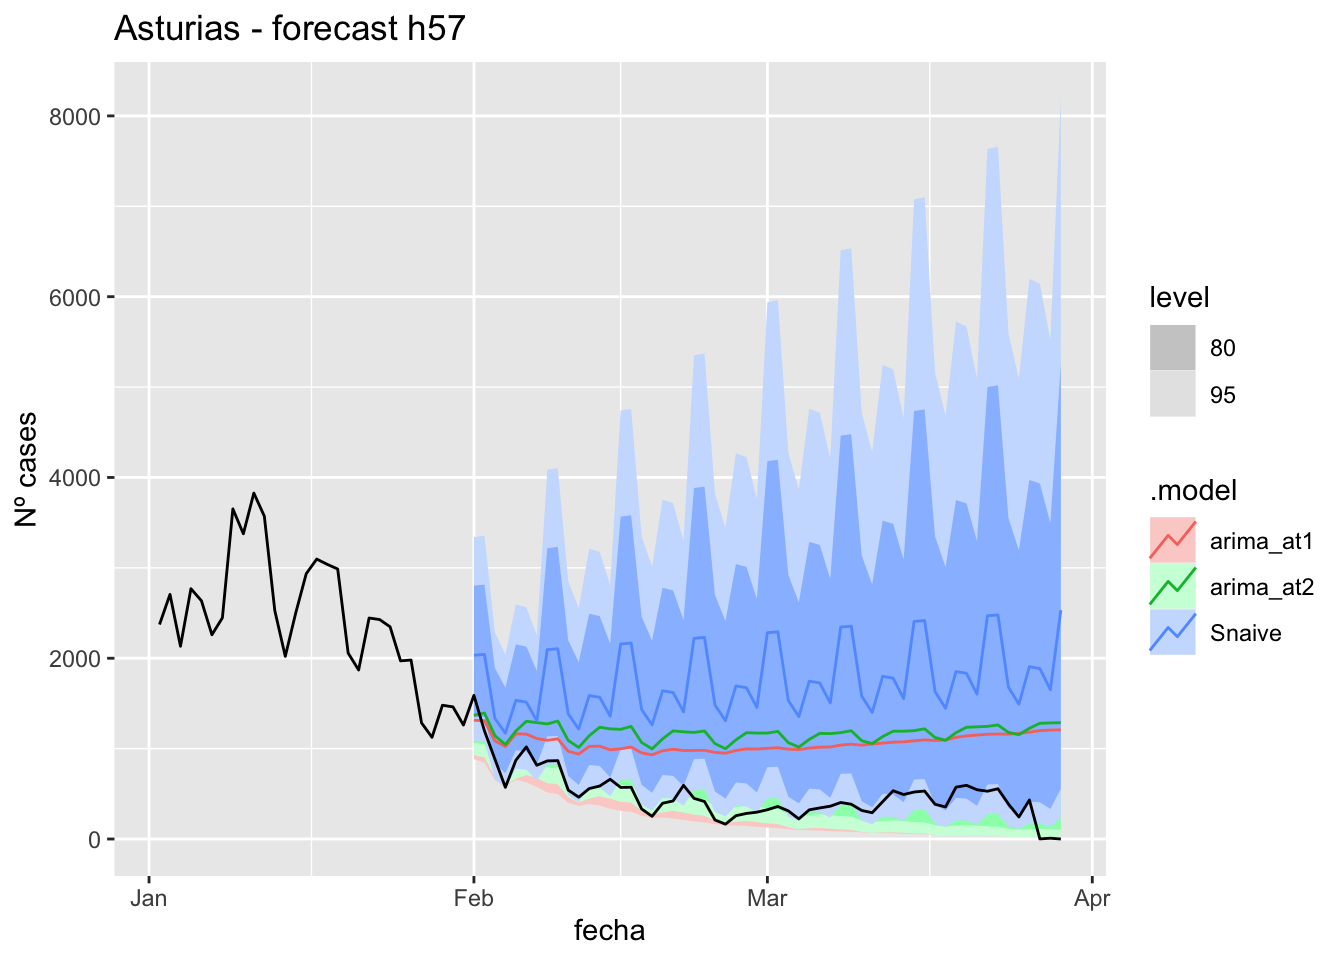 Asturias - forecast h57
8000
6000
4000
2000
0
Nº cases
Jan
Feb
Mar
Apr
fecha
level
80
95
.model
arima_at1
arima_at2
Snaive